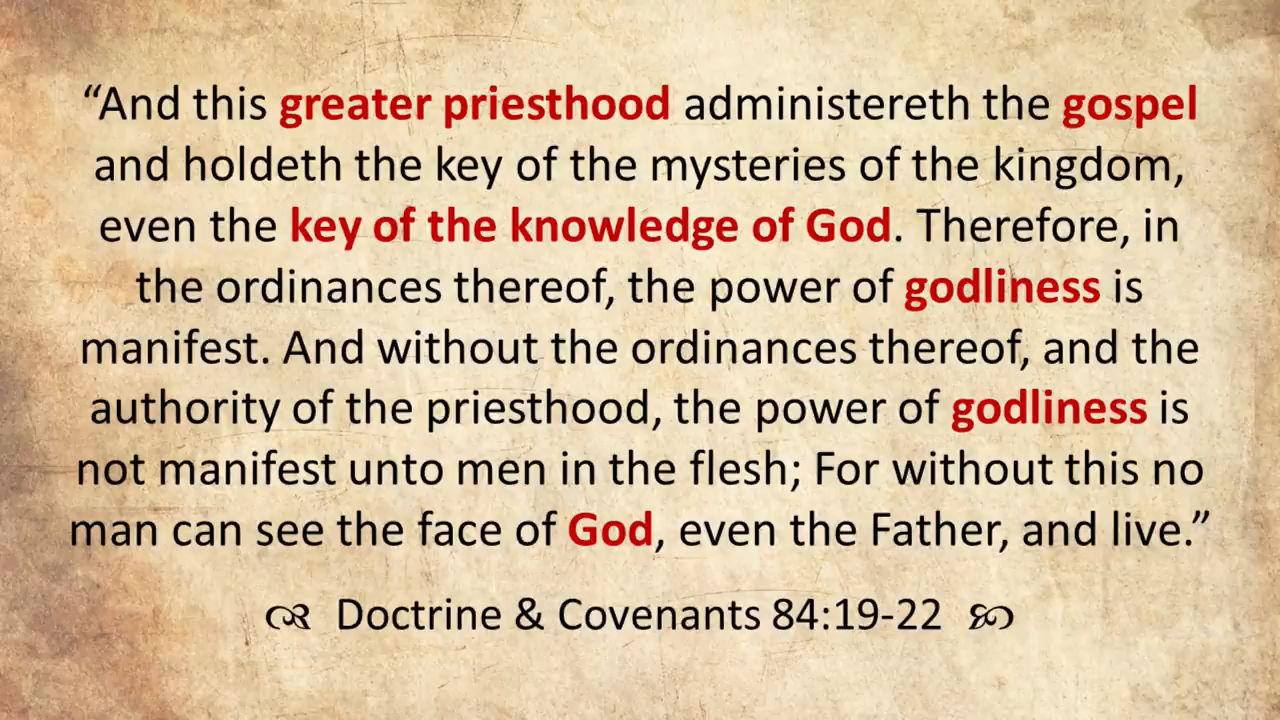 “And this greater priesthood administereth the gospel
and holdeth the key of the mysteries of the kingdom,
even the key of the knowledge of God. Therefore, in
the ordinances thereof, the power of godliness is
manifest. And without the ordinances thereof, and the
authority of the priesthood, the power of godliness is
not manifest unto men in the flesh; For without this no
man can see the face of God, even the Father, and live.”
Doctrine & Covenants 84:19-22